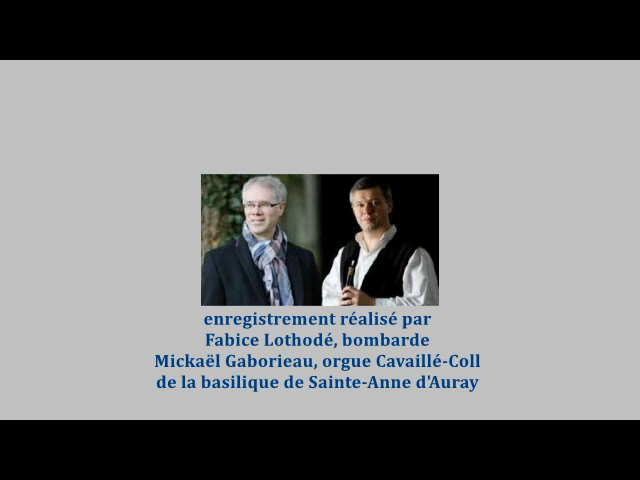 enregistrement réalisé par
Fabice Lothodé, bombarde
Mickaël Gaborieau, orgue Cavaillé-Coll
de la basilique de Sainte-Anne d'Auray